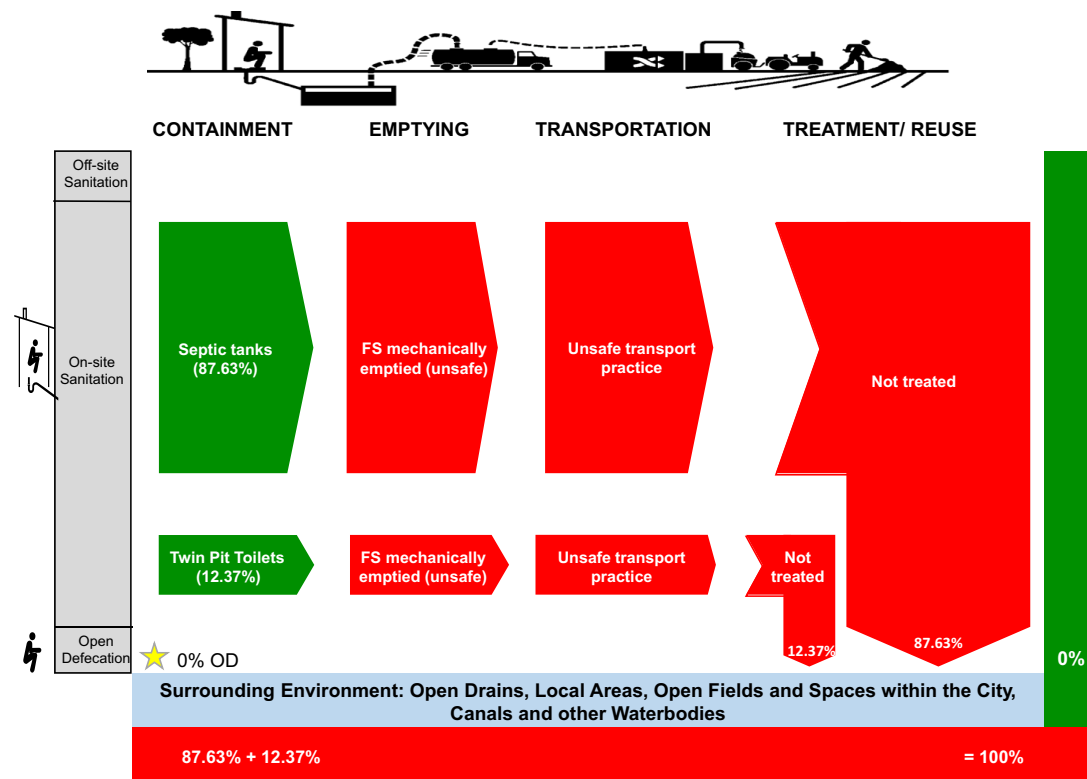 CONTAINMENT
EMPTYING
TRANSPORTATION
TREATMENT/ REUSE
Off-site
Sanitation
On-site
Sanitation
Septic tanks
(87.63%)
FS mechanically
emptied (unsafe)
Unsafe transport
practice
Not treated
Twin Pit Toilets
(12.37%)
FS mechanically
emptied (unsafe)
Unsafe transport
practice
Not
treated
12.37%
87.63%
0%
Open
Defecation
0% OD
Surrounding Environment: Open Drains, Local Areas, Open Fields and Spaces within the City,
Canals and other Waterbodies
87.63% + 12.37%
= 100%